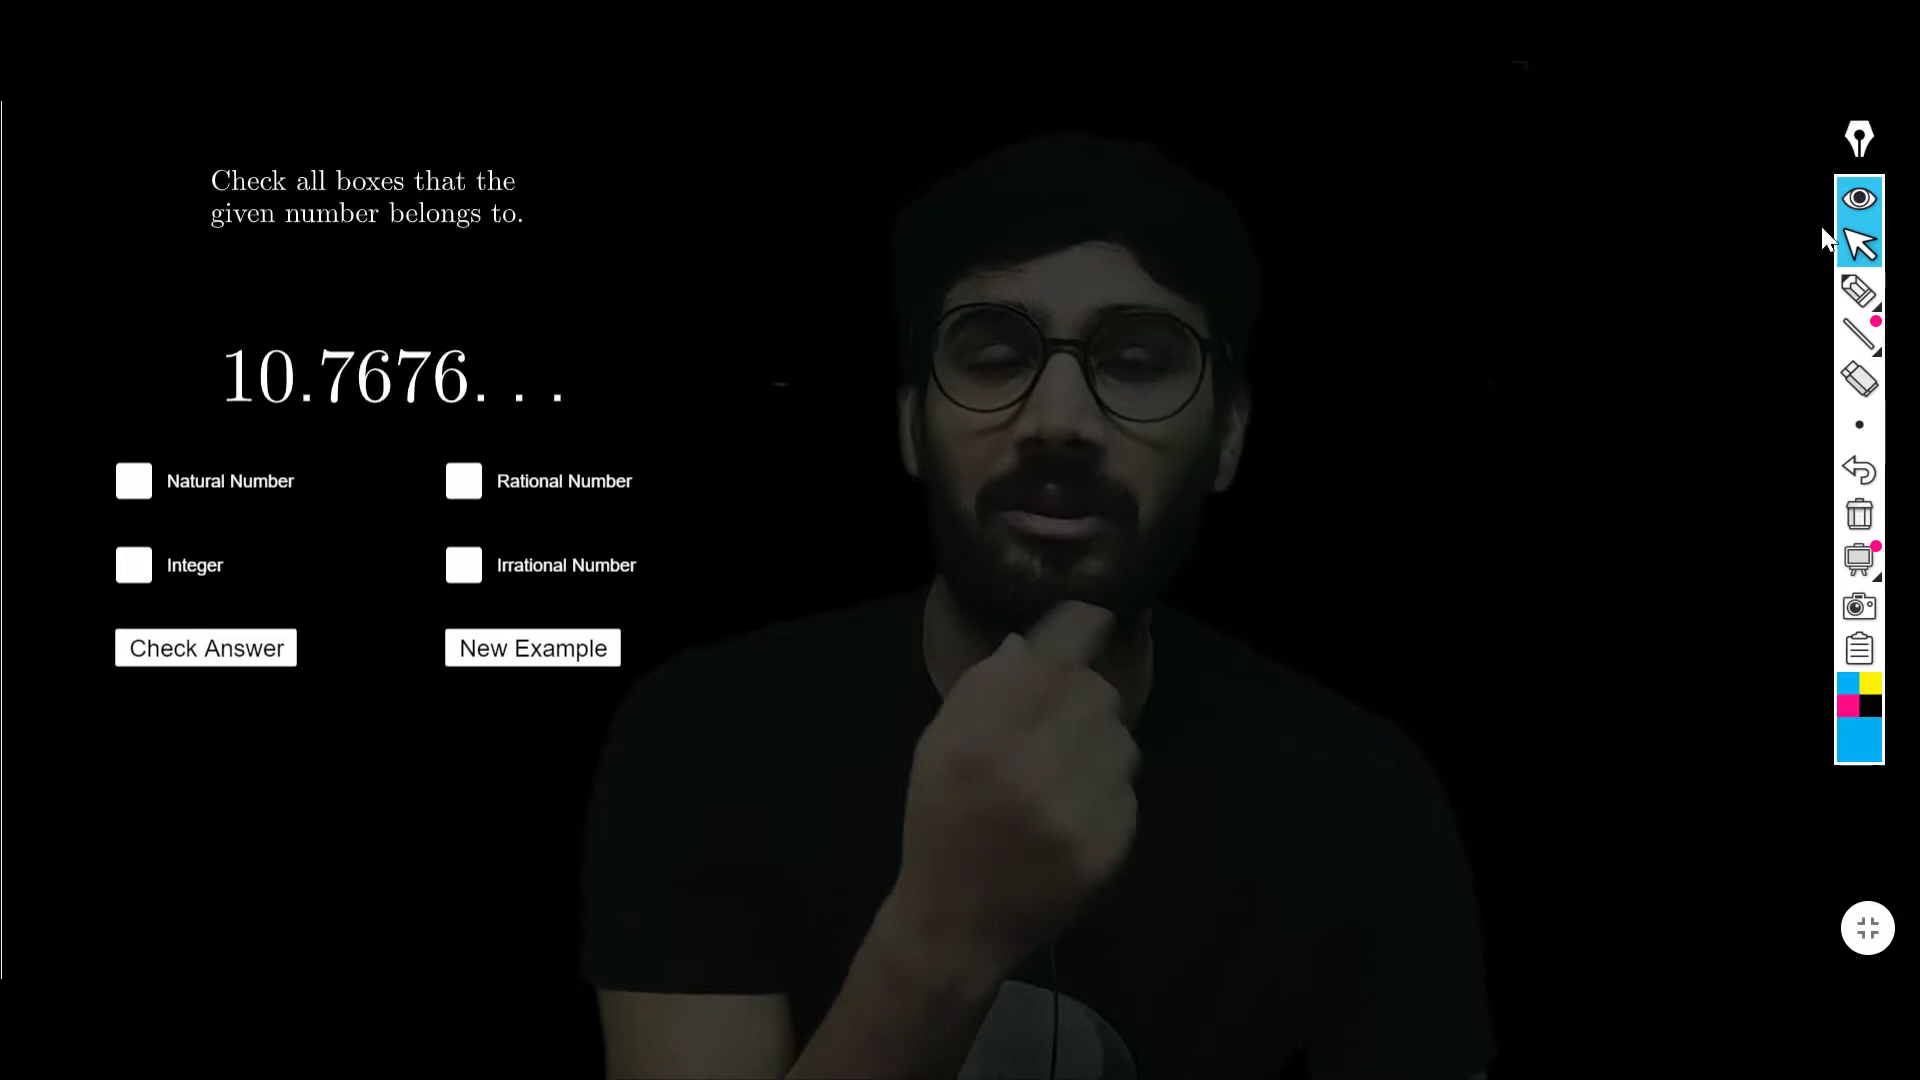 Check all boxes that the
given number belongs to.
10.7676. . .
Natural Number
Rational Number
Integer
Irrational Number
Check Answer
New Example